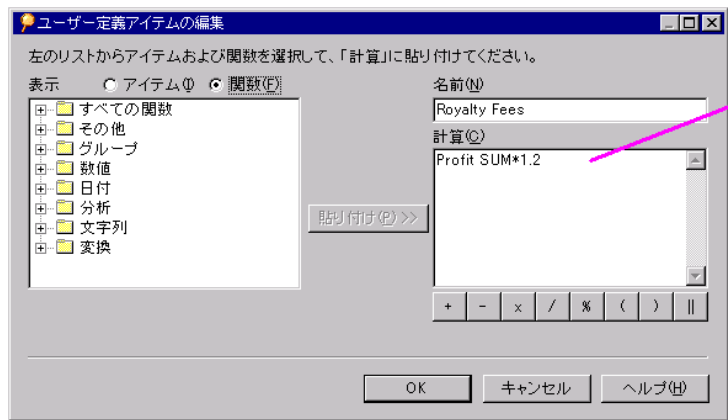 ユーザー定義アイテムの編集
左のリストからアイテムおよび関数を選択して、「計算」に貼り付けてください。
表示 アイテム(I) 関数(F)
すべての関数
その他
グループ
数値
日付
分析
文字列
変換
貼り付け(P) >>
名前(N)
Royalty Fees
計算(C)
Profit SUM*1.2
+ - x / % ( ) ||
OK キャンセル ヘルプ(H)